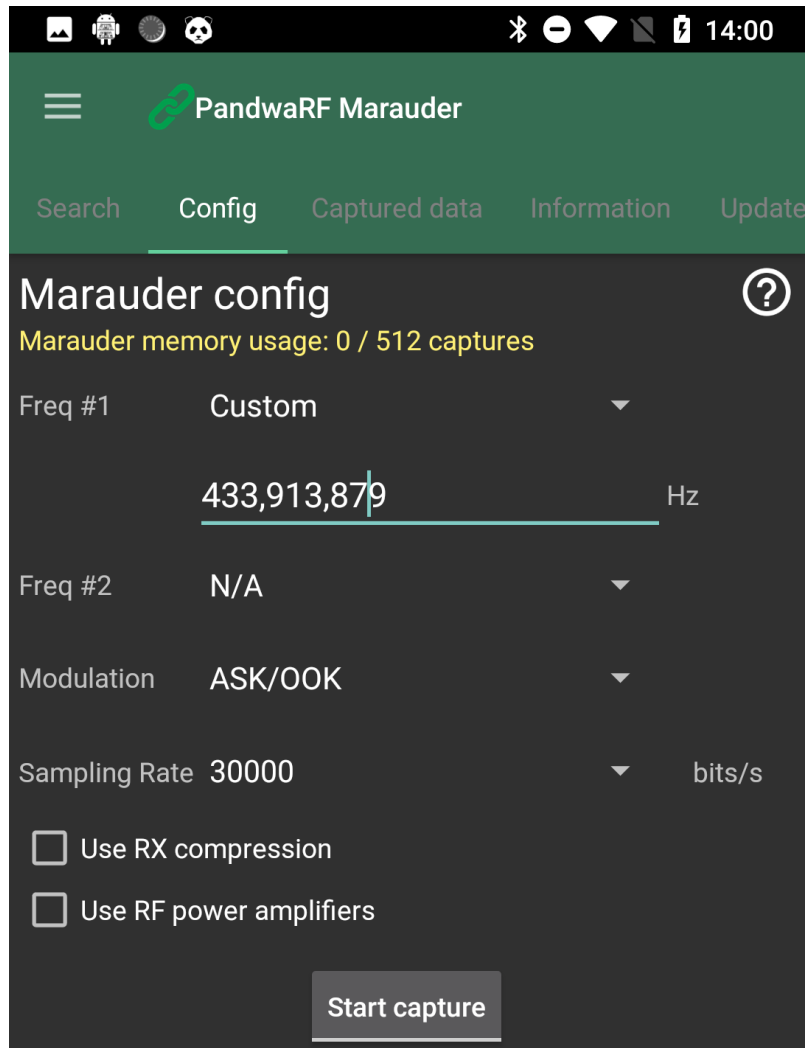 14:00
PandwaRF Marauder
Search Config Captured data Information Update
Marauder config
Marauder memory usage: 0 / 512 captures
Freq #1 Custom
433,913,879 Hz
Freq #2 N/A
Modulation ASK/OOK
Sampling Rate 30000 bits/s
Use RX compression
Use RF power amplifiers
Start capture